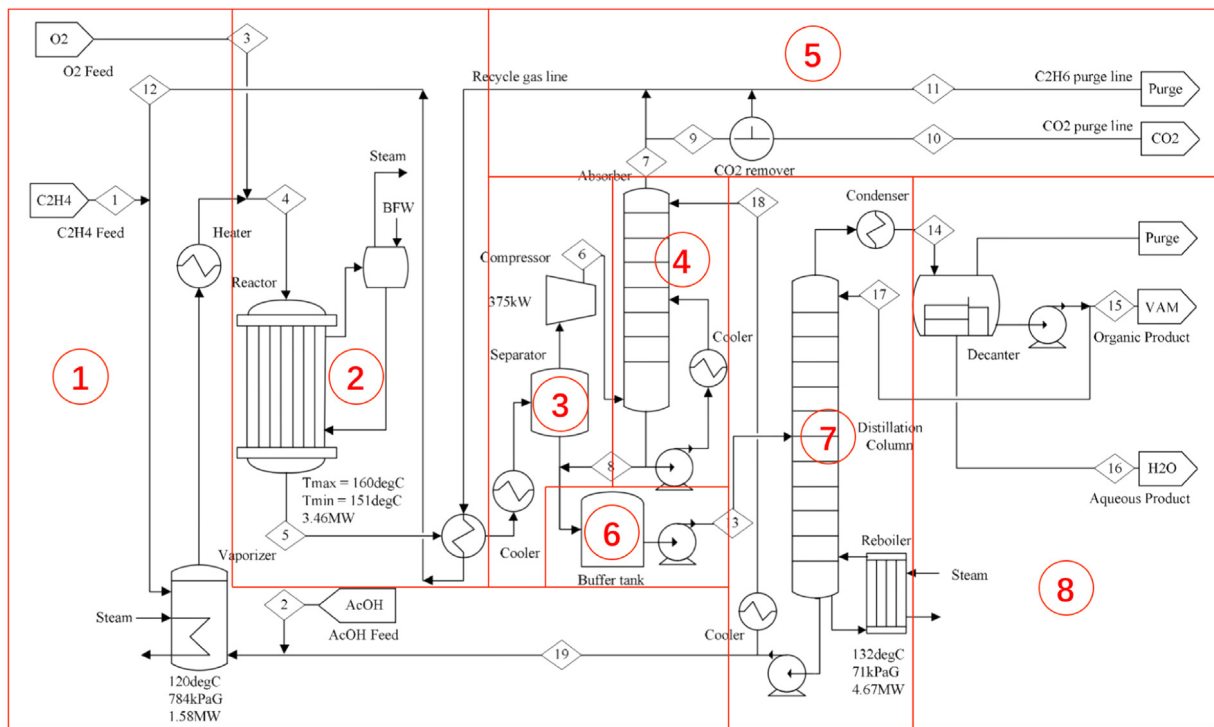 O2
O2 Feed
3
12
C2H4
C2H4 Feed
1
4
Heater
Reactor
Steam
BFW
2
Tmax = 160degC
Tmin = 151degC
3.46MW
5
1
Vaporizer
Steam
120degC
784kPaG
1.58MW
2
AcOH
AcOH Feed
19
Recycle gas line
5
11
C2H6 purge line
Purge
9
CO2 remover
10
CO2 purge line
CO2
7
Absorber
Compressor
375kW
6
4
18
Cooler
Separator
3
Cooler
8
6
Buffer tank
3
Condenser
14
Purge
17
15
VAM
Organic Product
Decanter
7
Distillation
Column
16
H2O
Aqueous Product
Reboiler
Steam
8
Cooler
132degC
71kPaG
4.67MW